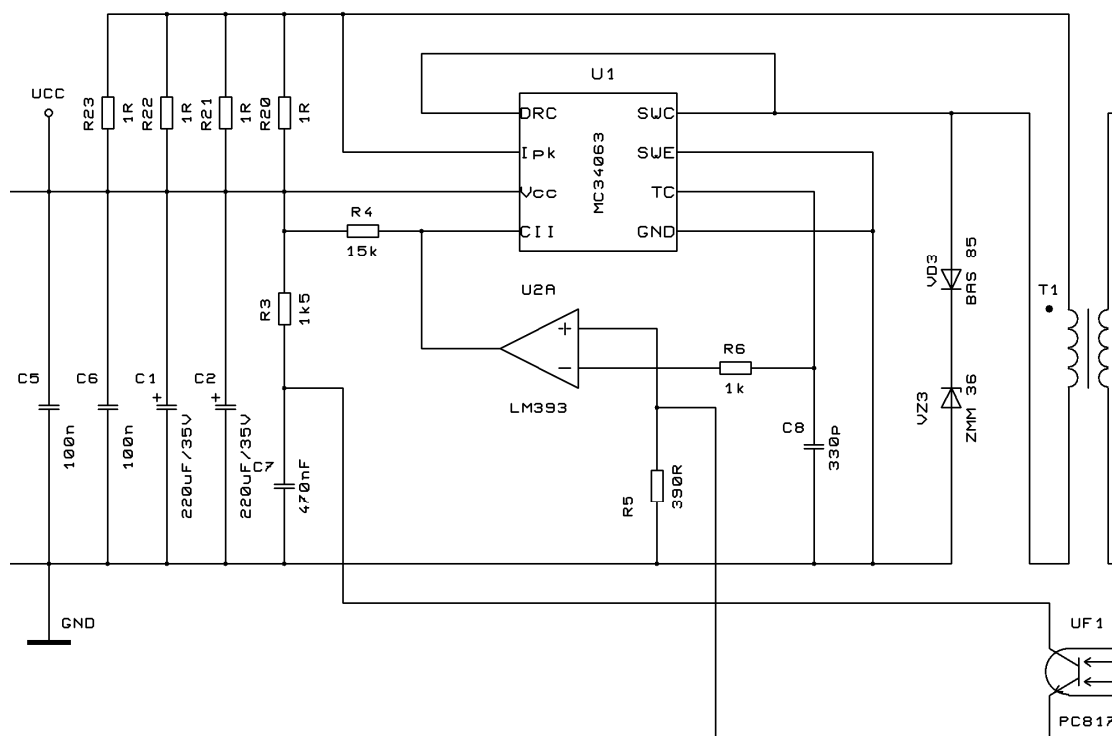 UCC
R23
1R
R22
1R
R21
1R
R20
1R
U1
DRC
SWC
Ipk
SWE
Vcc
TC
CII
GND
MC34063
R4
15k
R3
1k5
U2A
+
−
LM393
R6
1k
VD3
BAS 85
T1
C5
100n
C6
100n
C1
+
220uF/35V
C2
+
220uF/35V
C7
470nF
VZ3
ZMM 36
C8
330p
R5
390R
GND
UF1
PC817